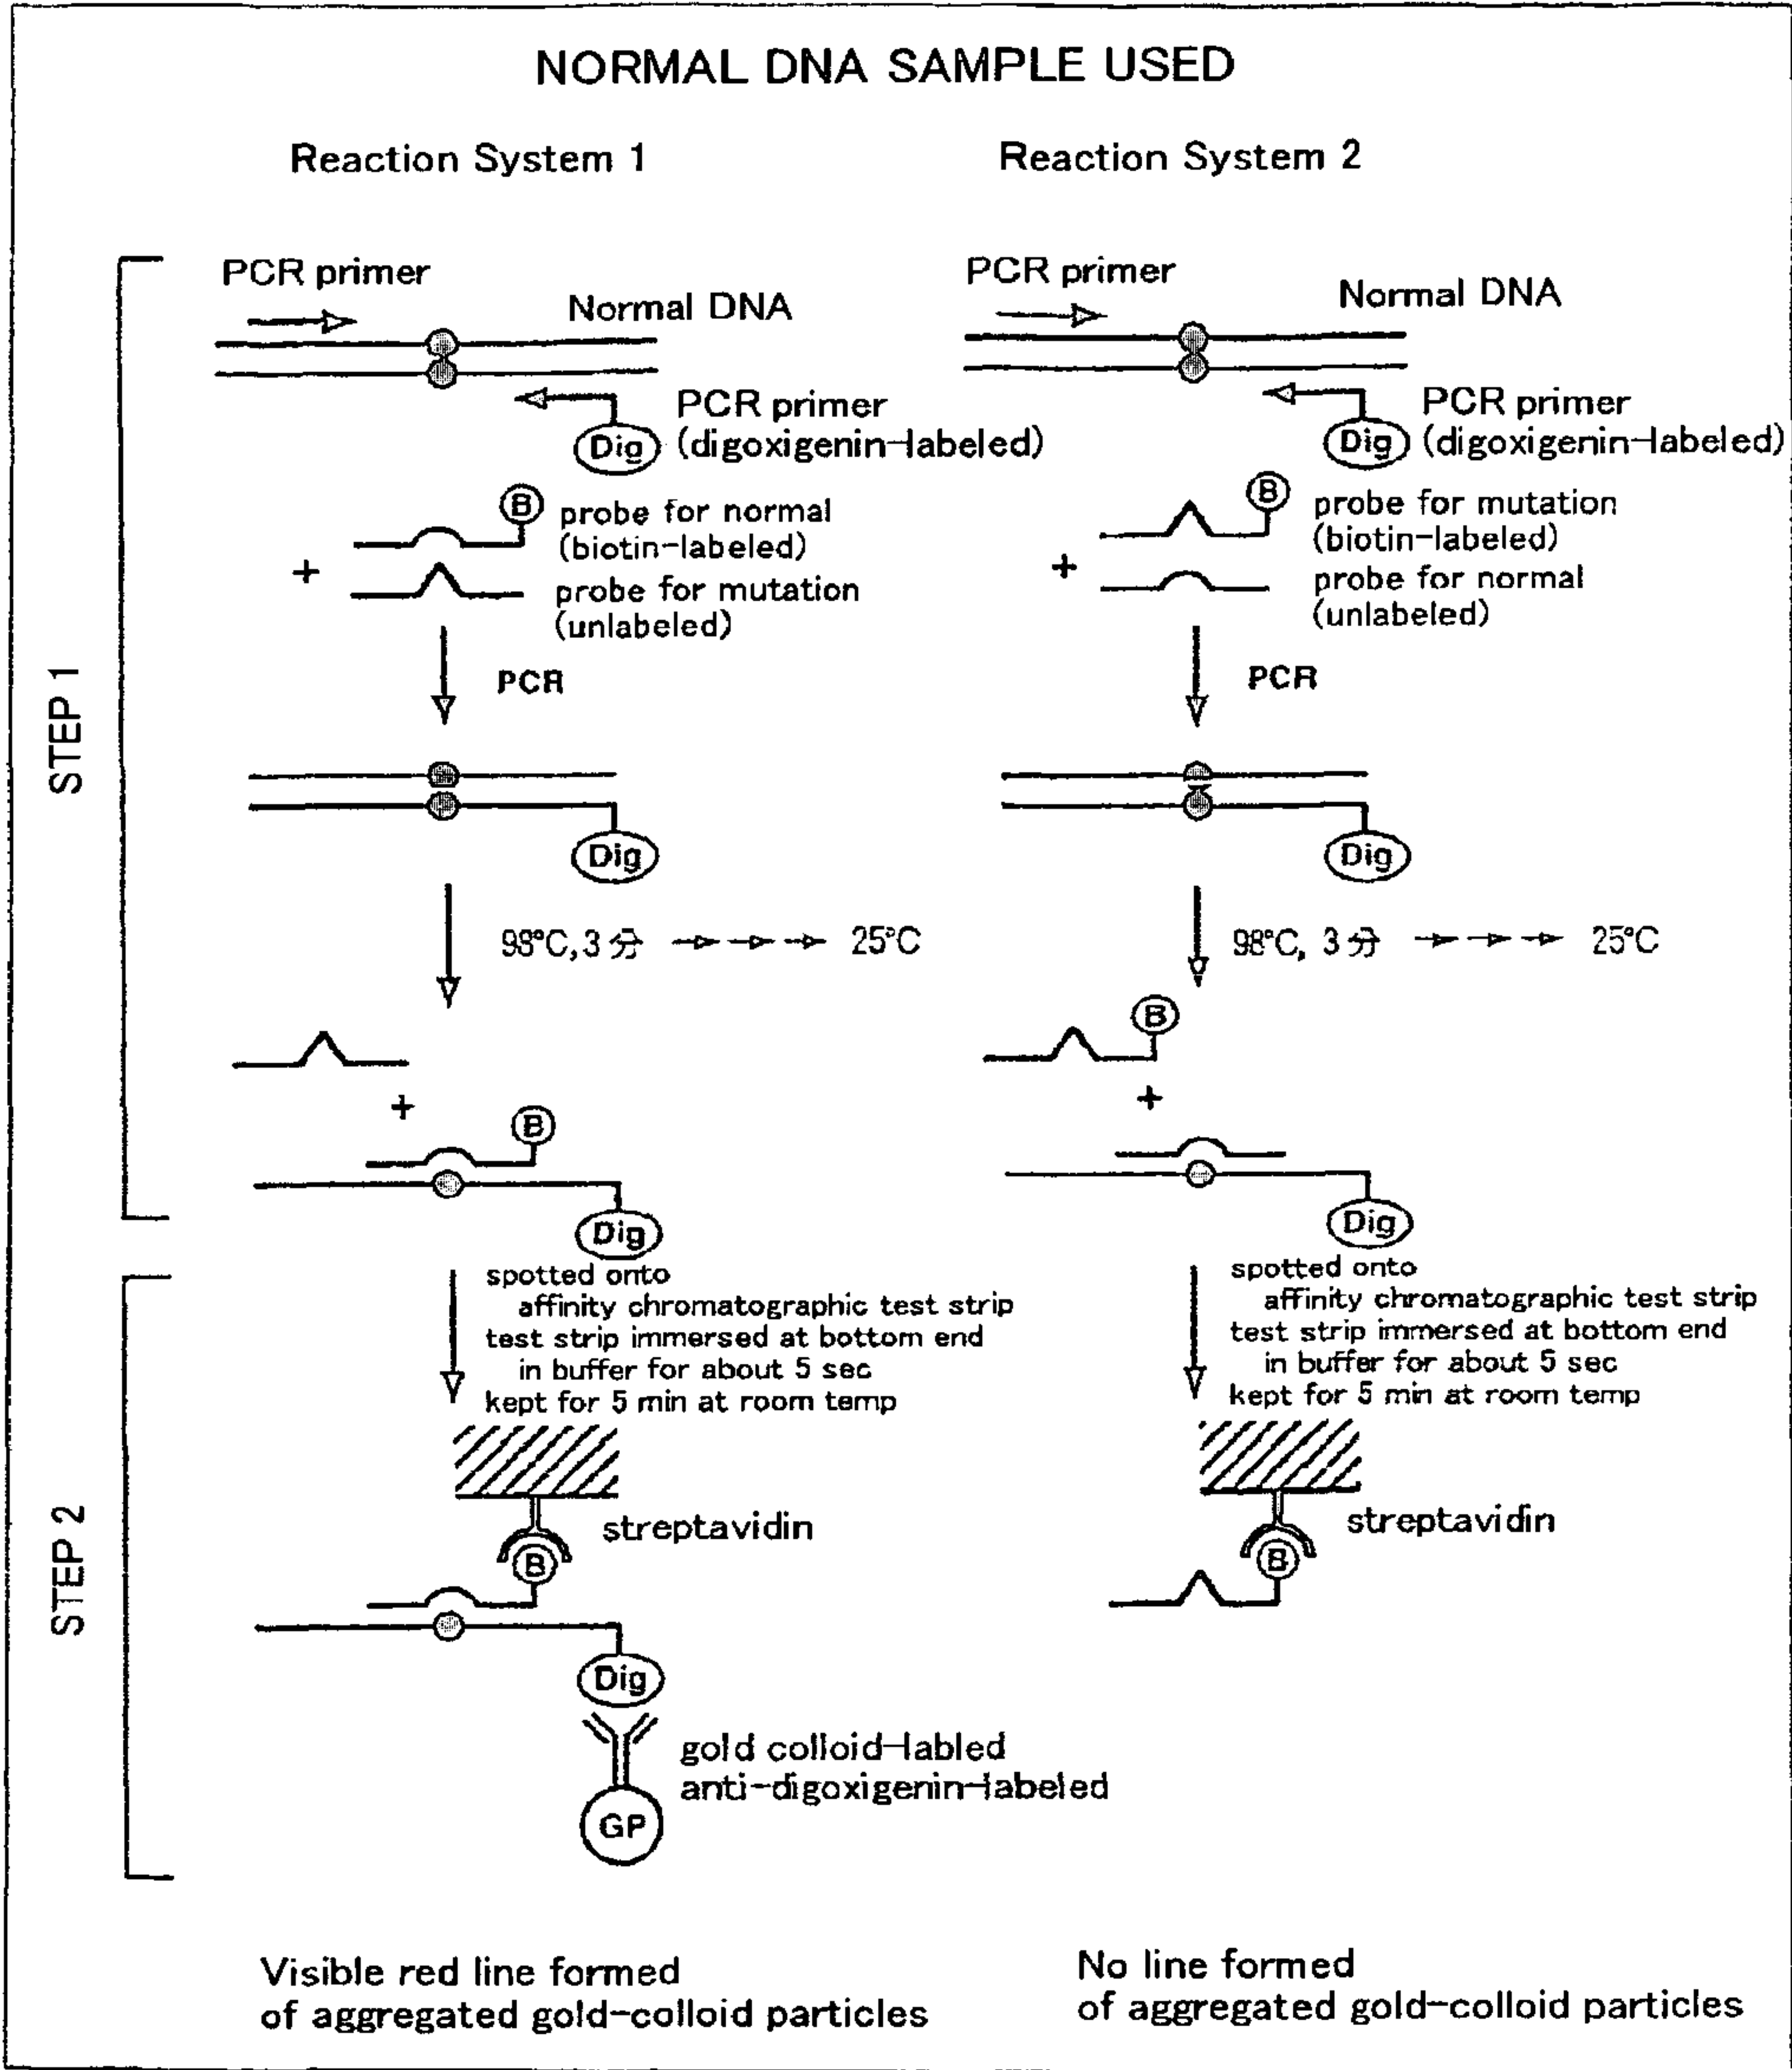 NORMAL DNA SAMPLE USED
Reaction System 1
Reaction System 2
STEP 1
PCR primer
Normal DNA
PCR primer
(digoxigenin-labeled)
Dig
B
probe for normal
(biotin-labeled)
+
probe for mutation
(unlabeled)
PCR
Dig
98°C, 3分
25°C
+
B
Dig
PCR primer
Normal DNA
PCR primer
(digoxigenin-labeled)
Dig
B
probe for mutation
(biotin-labeled)
+
probe for normal
(unlabeled)
PCR
Dig
98°C, 3分
25°C
B
+
Dig
STEP 2
spotted onto
affinity chromatographic test strip
test strip immersed at bottom end
in buffer for about 5 sec
kept for 5 min at room temp
streptavidin
B
Dig
gold colloid-labled
anti-digoxigenin-labeled
GP
Visible red line formed
of aggregated gold-colloid particles
spotted onto
affinity chromatographic test strip
test strip immersed at bottom end
in buffer for about 5 sec
kept for 5 min at room temp
streptavidin
B
No line formed
of aggregated gold-colloid particles